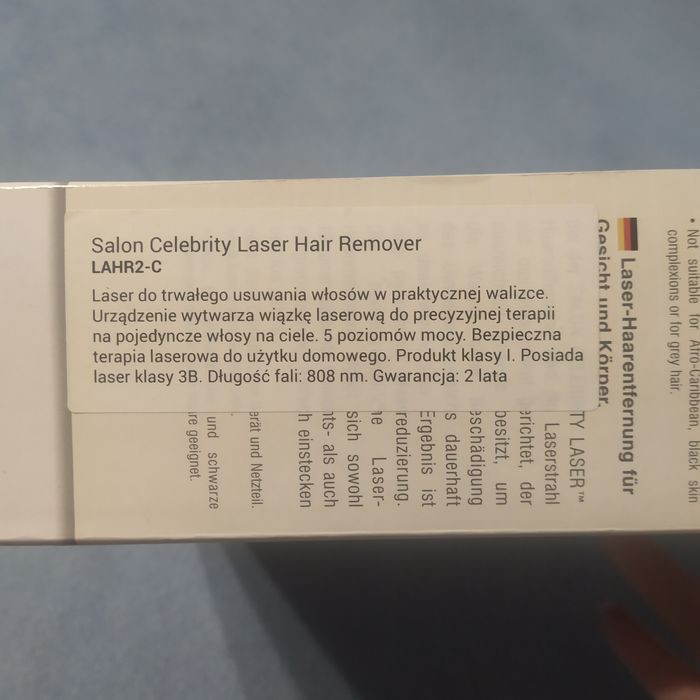 Salon Celebrity Laser Hair Remover
LAHR2-C
Laser do trwałego usuwania włosów w praktycznej walizce.
Urządzenie wytwarza wiązkę laserową do precyzyjnej terapii
na pojedyncze włosy na ciele. 5 poziomów mocy. Bezpieczna
terapia laserowa do użytku domowego. Produkt klasy I. Posiada
laser klasy 3B. Długość fali: 808 nm. Gwarancja: 2 lata
• Not suitable for Afro-Caribbean, black skin
complexions or for grey hair.
Laser-Haarentfernung für
Gesicht und Körper.
LASER™
Laserstrahl
der
besitzt, um
dauerhaft
Ergebnis ist
Laser-
sich sowohl
als auch
einstecken
und Netzteil.
und schwarze
geeignet.